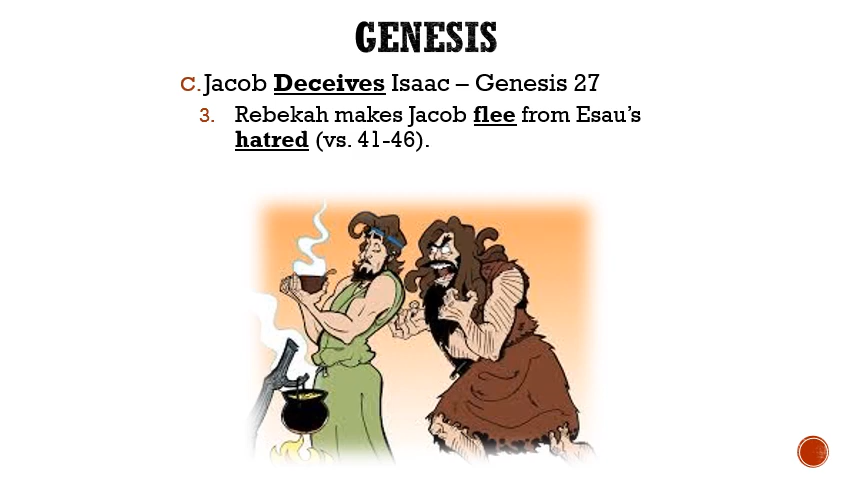 GENESIS
C. Jacob Deceives Isaac – Genesis 27
3. Rebekah makes Jacob flee from Esau’s
hatred (vs. 41-46).